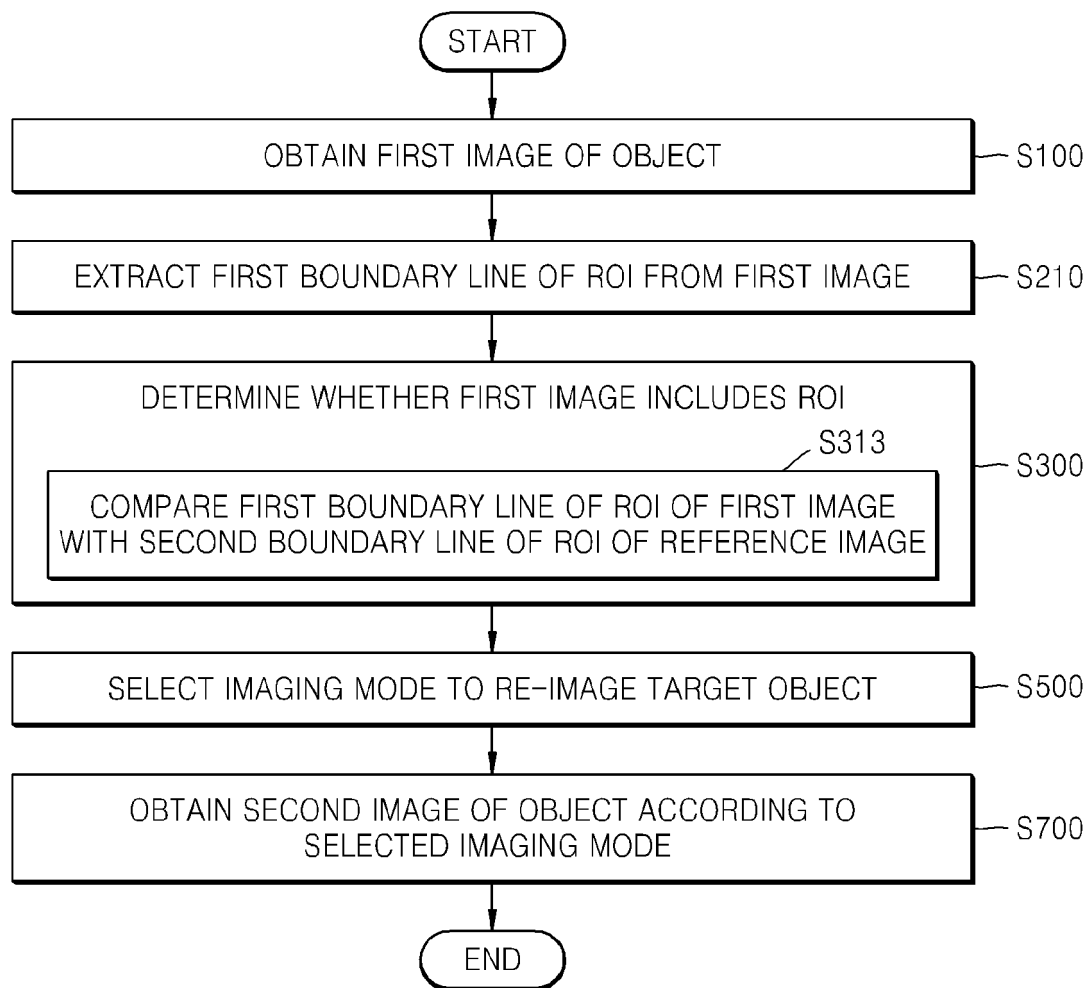 START
OBTAIN FIRST IMAGE OF OBJECT
S100
EXTRACT FIRST BOUNDARY LINE OF ROI FROM FIRST IMAGE
S210
DETERMINE WHETHER FIRST IMAGE INCLUDES ROI
S313
S300
COMPARE FIRST BOUNDARY LINE OF ROI OF FIRST IMAGE
WITH SECOND BOUNDARY LINE OF ROI OF REFERENCE IMAGE
SELECT IMAGING MODE TO RE-IMAGE TARGET OBJECT
S500
OBTAIN SECOND IMAGE OF OBJECT ACCORDING TO
SELECTED IMAGING MODE
S700
END